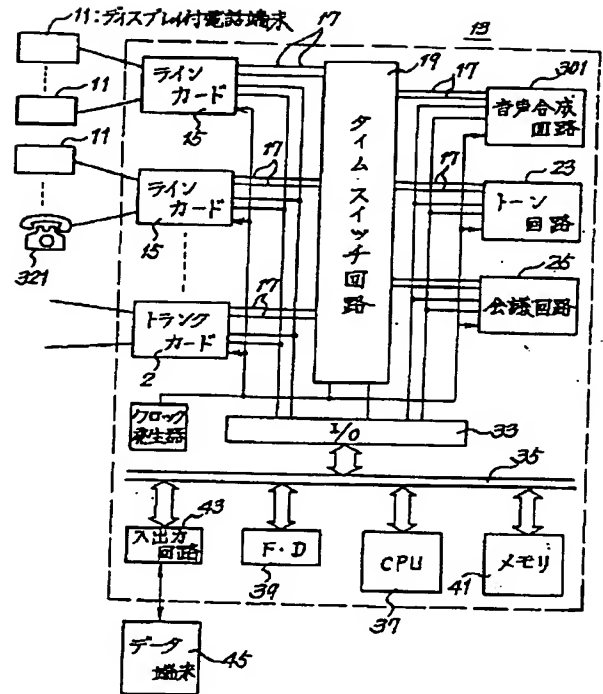 11:ディスプレイ付電話端末
13
11
11
321
ライン
カード
15
ライン
カード
15
トランク
カード
2
クロック
発生器
17
17
17
19
タイム・スイッチ回路
17
17
301
音声合成
回路
23
トーン
回路
25
会議回路
I/O
33
35
43
入出力
回路
F・D
39
CPU
37
メモリ
41
データ
端末
45